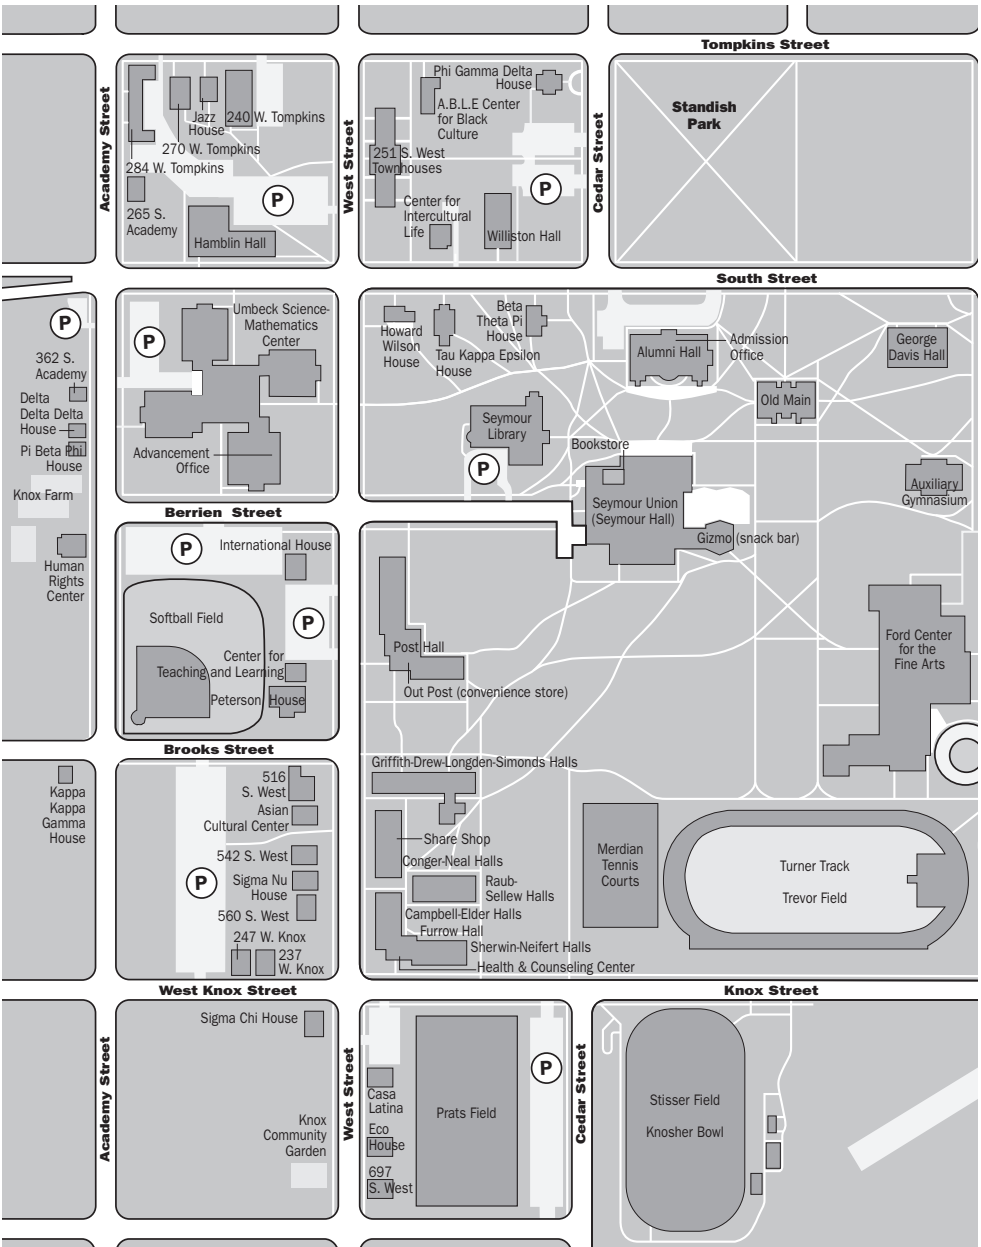 Tompkins Street
Academy Street
Jazz
House
240 W. Tompkins
270 W. Tompkins
284 W. Tompkins
265 S.
Academy
P
Hamblin Hall
West Street
Phi Gamma Delta
House
A.B.L.E Center
for Black
Culture
251 S. West
Townhouses
Center for
Intercultural
Life
P
Williston Hall
Cedar Street
Standish
Park
South Street
P
362 S.
Academy
Delta
Delta Delta
House
Pi Beta Phi
House
Knox Farm
Human
Rights
Center
P
Umbeck Science-
Mathematics
Center
Advancement
Office
Howard
Wilson
House
Tau Kappa Epsilon
House
Beta
Theta Pi
House
Alumni Hall
Admission
Office
George
Davis Hall
Old Main
Seymour
Library
P
Bookstore
Seymour Union
(Seymour Hall)
Gizmo (snack bar)
Auxiliary
Gymnasium
Berrien Street
P
International House
Softball Field
P
Center for
Teaching and Learning
Peterson House
Post Hall
Out Post (convenience store)
Ford Center
for the
Fine Arts
Brooks Street
Kappa
Kappa
Gamma
House
516
S. West
Asian
Cultural Center
542 S. West
P
Sigma Nu
House
560 S. West
247 W. Knox
237
W. Knox
Griffith-Drew-Longden-Simonds Halls
Share Shop
Conger-Neal Halls
Raub-
Sellew Halls
Campbell-Elder Halls
Furrow Hall
Sherwin-Neifert Halls
Health & Counseling Center
Merdian
Tennis
Courts
Turner Track
Trevor Field
West Knox Street
Knox Street
Academy Street
Sigma Chi House
Knox
Community
Garden
West Street
Casa
Latina
Eco
House
697
S. West
Prats Field
P
Cedar Street
Stisser Field
Knosher Bowl